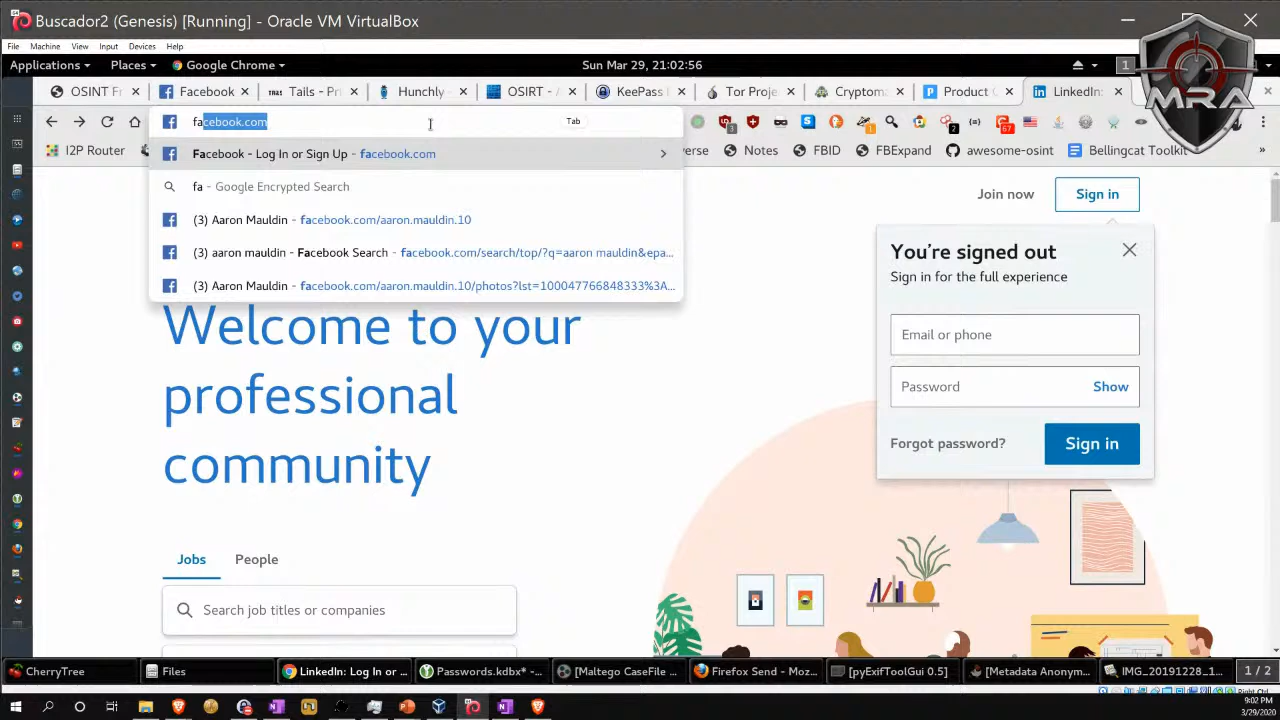 Buscador2 (Genesis) [Running] - Oracle VM VirtualBox
File Machine View Input Devices Help
Applications Places Google Chrome Sun Mar 29, 21:02:56 1
OSINT Fr Facebook Tails - Pri Hunchly - OSIRT - A KeePass Tor Proje Cryptoma Product LinkedIn:
MRA
facebook.com Tab
3 2 67
I2P Router erse Notes FBID FBExpand awesome-osint Bellingcat Toolkit »
Facebook - Log In or Sign Up - facebook.com
fa - Google Encrypted Search
(3) Aaron Mauldin - facebook.com/aaron.mauldin.10
(3) aaron mauldin - Facebook Search - facebook.com/search/top/?q=aaron mauldin&epa...
(3) Aaron Mauldin - facebook.com/aaron.mauldin.10/photos?lst=100047766848333%3A...
Join now Sign in
You're signed out
Sign in for the full experience
Email or phone
Password Show
Forgot password? Sign in
Welcome to your
professional
community
Jobs People
Search job titles or companies
CherryTree Files LinkedIn: Log In or ... Passwords.kdbx* -... [Maltego CaseFile ... Firefox Send - Moz... [pyExifToolGui 0.5] [Metadata Anonym... IMG_20191228_1... 1 / 2
Right Ctrl
9:02 PM
3/29/2020